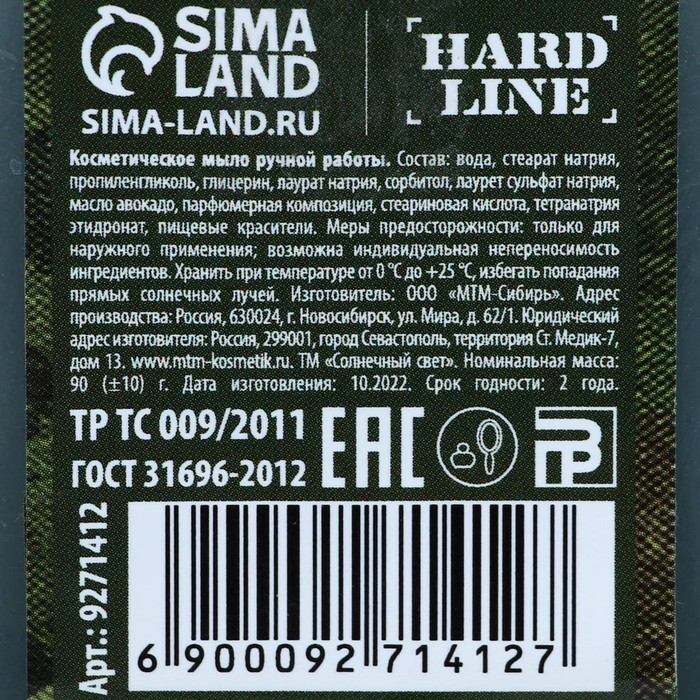 SIMA
LAND
SIMA-LAND.RU
HARD
LINE
Косметическое мыло ручной работы. Состав: вода, стеарат натрия,
пропиленгликоль, глицерин, лаурат натрия, сорбитол, лаурет сульфат натрия,
масло авокадо, парфюмерная композиция, стеариновая кислота, тетранатрия
этидронат, пищевые красители. Меры предосторожности: только для
наружного применения; возможна индивидуальная непереносимость
ингредиентов. Хранить при температуре от 0 °C до +25 °C, избегать попадания
прямых солнечных лучей. Изготовитель: ООО «МТМ-Сибирь». Адрес
производства: Россия, 630024, г. Новосибирск, ул. Мира, д. 62/1. Юридический
адрес изготовителя: Россия, 299001, город Севастополь, территория Ст. Медик-7,
дом 13. www.mtm-kosmetik.ru. ТМ «Солнечный свет». Номинальная масса:
90 (±10) г. Дата изготовления: 10.2022. Срок годности: 2 года.
ТР ТС 009/2011
ГОСТ 31696-2012
EAC
РВ
Арт.: 9271412
6 900092 714127